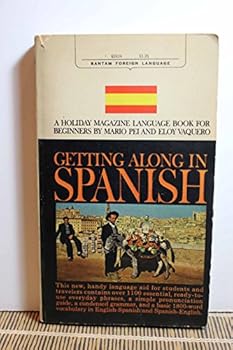 $1.25
BANTAM FOREIGN LANGUAGE
A HOLIDAY MAGAZINE LANGUAGE BOOK FOR
BEGINNERS BY MARIO PEI AND ELOY VAQUERO
GETTING ALONG IN
SPANISH
This new, handy language aid for students and
travelers contains over 1100 essential, ready-to-
use everyday phrases, a simple pronunciation
guide, a condensed grammar, and a basic 1800-word
vocabulary in English-Spanish and Spanish-English.